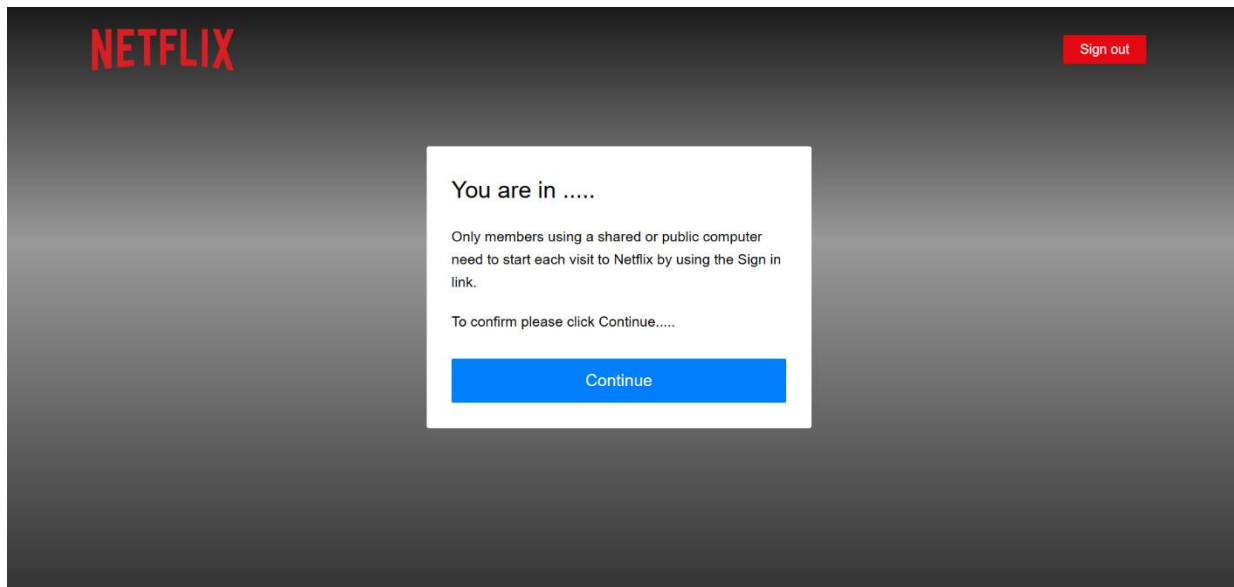 NETFLIX
Sign out
You are in .....
Only members using a shared or public computer
need to start each visit to Netflix by using the Sign in
link.
To confirm please click Continue.....
Continue